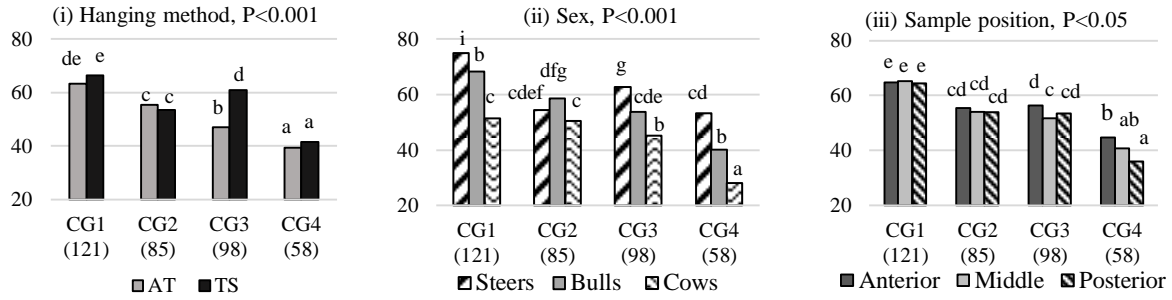 (i) Hanging method, P<0.001
80
60
40
20
de e
c c
b d
a a
CG1 CG2 CG3 CG4
(121) (85) (98) (58)
AT TS
(ii) Sex, P<0.001
80
60
40
20
i b c
cdef dfg c
g cde b
cd b a
CG1 CG2 CG3 CG4
(121) (85) (98) (58)
Steers Bulls Cows
(iii) Sample position, P<0.05
80
60
40
20
e e e
cd cd cd
d c cd
b ab a
CG1 CG2 CG3 CG4
(121) (85) (98) (58)
Anterior Middle Posterior